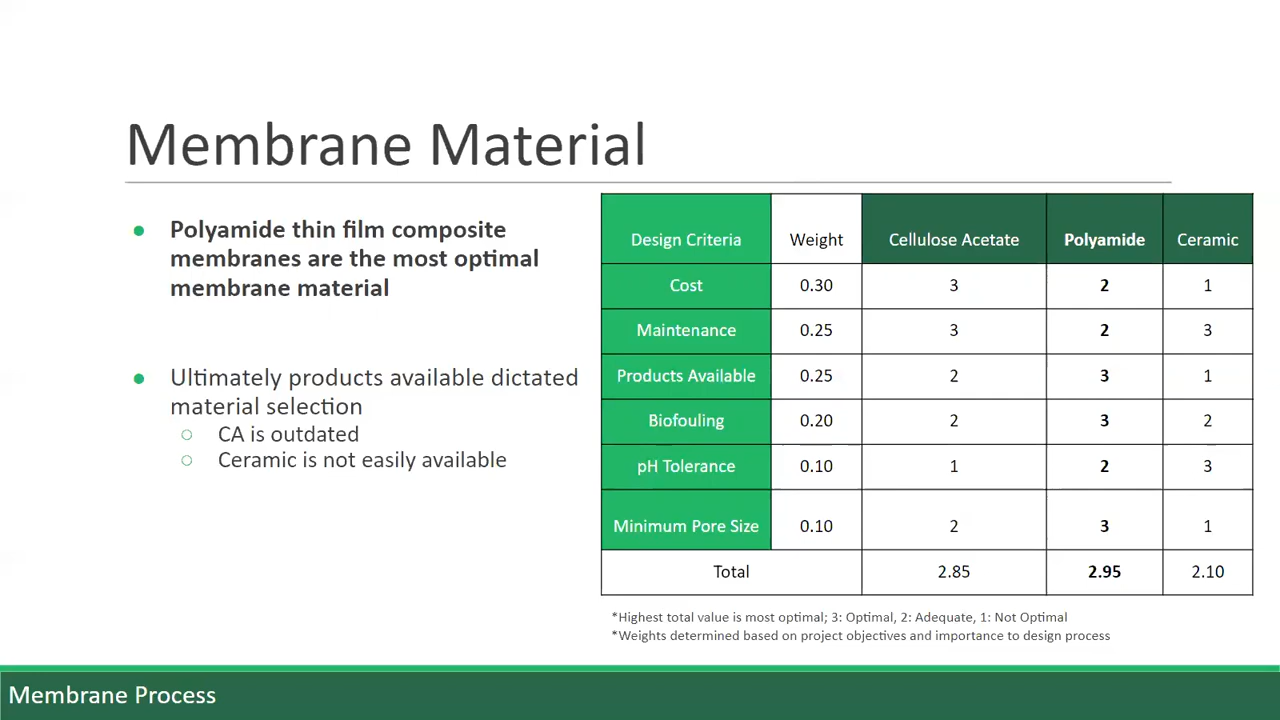 Membrane Material
● Polyamide thin film composite
membranes are the most optimal
membrane material
● Ultimately products available dictated
material selection
○ CA is outdated
○ Ceramic is not easily available
Design Criteria Weight Cellulose Acetate Polyamide Ceramic
Cost 0.30 3 2 1
Maintenance 0.25 3 2 3
Products Available 0.25 2 3 1
Biofouling 0.20 2 3 2
pH Tolerance 0.10 1 2 3
Minimum Pore Size 0.10 2 3 1
Total 2.85 2.95 2.10
*Highest total value is most optimal; 3: Optimal, 2: Adequate, 1: Not Optimal
*Weights determined based on project objectives and importance to design process
Membrane Process